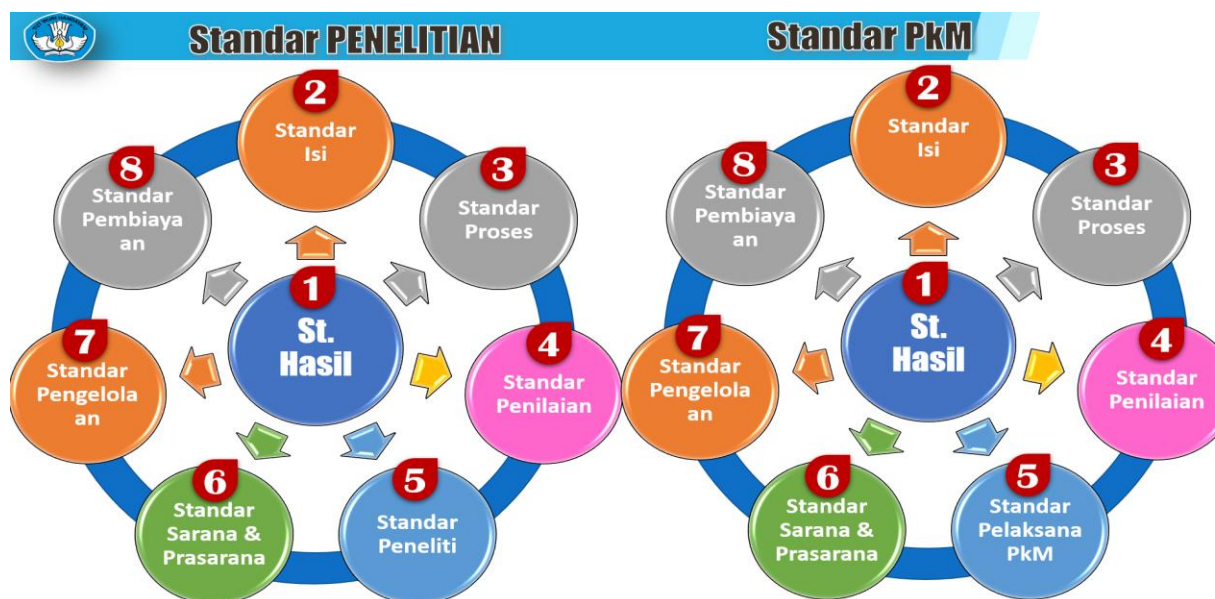 Standar PENELITIAN
2
Standar
Isi
3
Standar
Proses
8
Standar
Pembiaya
an
1
St.
Hasil
7
Standar
Pengelola
an
4
Standar
Penilaian
6
Standar
Sarana &
Prasarana
5
Standar
Peneliti
Standar PkM
2
Standar
Isi
3
Standar
Proses
8
Standar
Pembiaya
an
1
St.
Hasil
7
Standar
Pengelola
an
4
Standar
Penilaian
6
Standar
Sarana &
Prasarana
5
Standar
Pelaksana
PkM